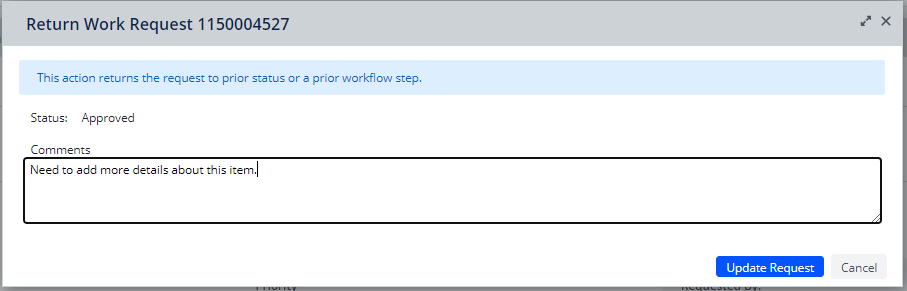 Return Work Request 1150004527
This action returns the request to prior status or a prior workflow step.
Status: Approved
Comments
Need to add more details about this item.
Update Request Cancel
Priority Requested By: